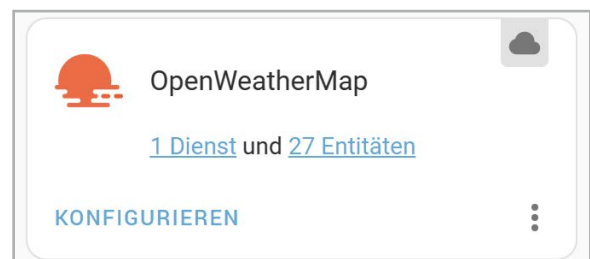 OpenWeatherMap
1 Dienst und 27 Entitäten
KONFIGURIEREN